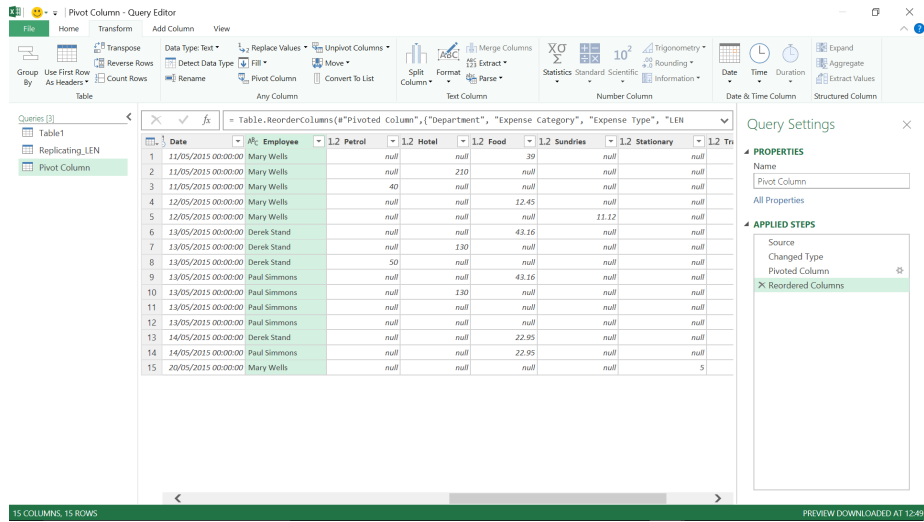 Pivot Column - Query Editor
File Home Transform Add Column View
Group By
Use First Row As Headers
Transpose
Reverse Rows
Count Rows
Table
Data Type: Text
Detect Data Type
Rename
Replace Values
Fill
Pivot Column
Unpivot Columns
Move
Convert To List
Any Column
Split Column
Format
ABC
Merge Columns
ABC 123 Extract
abc Parse
Text Column
XΟ Σ Statistics
Standard
10² Scientific
Trigonometry
.00 Rounding
Information
Number Column
Date
Time
Duration
Date & Time Column
Expand
Aggregate
Extract Values
Structured Column
Queries [3]
Table1
Replicating_LEN
Pivot Column
fx = Table.ReorderColumns(#"Pivoted Column",{"Department", "Expense Category", "Expense Type", "LEN
Date ABC Employee 1.2 Petrol 1.2 Hotel 1.2 Food 1.2 Sundries 1.2 Stationary 1.2 Tra
1 11/05/2015 00:00:00 Mary Wells null null 39 null null
2 11/05/2015 00:00:00 Mary Wells null 210 null null null
3 11/05/2015 00:00:00 Mary Wells 40 null null null null
4 12/05/2015 00:00:00 Mary Wells null null 12.45 null null
5 12/05/2015 00:00:00 Mary Wells null null null 11.12 null
6 13/05/2015 00:00:00 Derek Stand null null 43.16 null null
7 13/05/2015 00:00:00 Derek Stand null 130 null null null
8 13/05/2015 00:00:00 Derek Stand 50 null null null null
9 13/05/2015 00:00:00 Paul Simmons null null 43.16 null null
10 13/05/2015 00:00:00 Paul Simmons null 130 null null null
11 13/05/2015 00:00:00 Paul Simmons null null null null null
12 13/05/2015 00:00:00 Paul Simmons null null null null null
13 14/05/2015 00:00:00 Derek Stand null null 22.95 null null
14 14/05/2015 00:00:00 Paul Simmons null null 22.95 null null
15 20/05/2015 00:00:00 Mary Wells null null null null 5
Query Settings
PROPERTIES
Name
Pivot Column
All Properties
APPLIED STEPS
Source
Changed Type
Pivoted Column
Reordered Columns
15 COLUMNS, 15 ROWS
PREVIEW DOWNLOADED AT 12:45